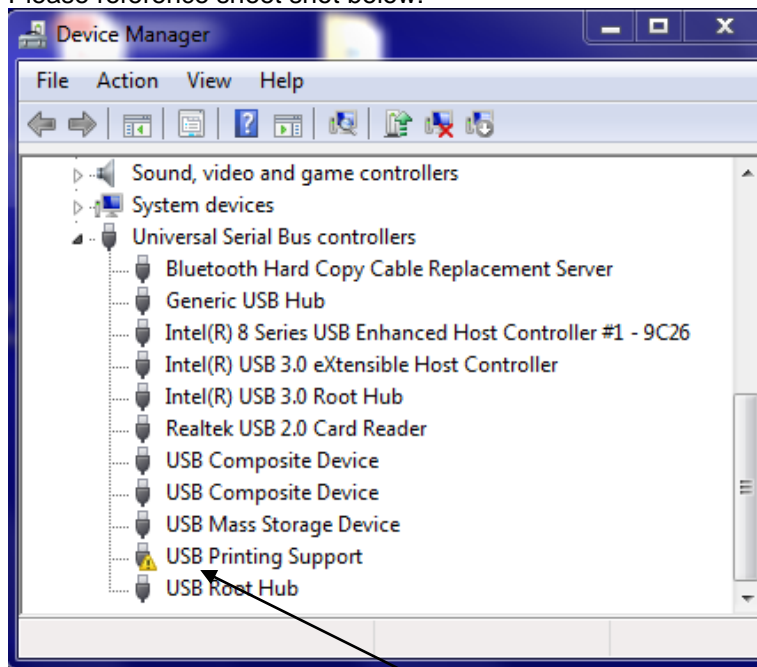 Please reference sheet shot below.
Device Manager
File Action View Help
Sound, video and game controllers
System devices
Universal Serial Bus controllers
Bluetooth Hard Copy Cable Replacement Server
Generic USB Hub
Intel(R) 8 Series USB Enhanced Host Controller #1 - 9C26
Intel(R) USB 3.0 eXtensible Host Controller
Intel(R) USB 3.0 Root Hub
Realtek USB 2.0 Card Reader
USB Composite Device
USB Composite Device
USB Mass Storage Device
USB Printing Support
USB Root Hub